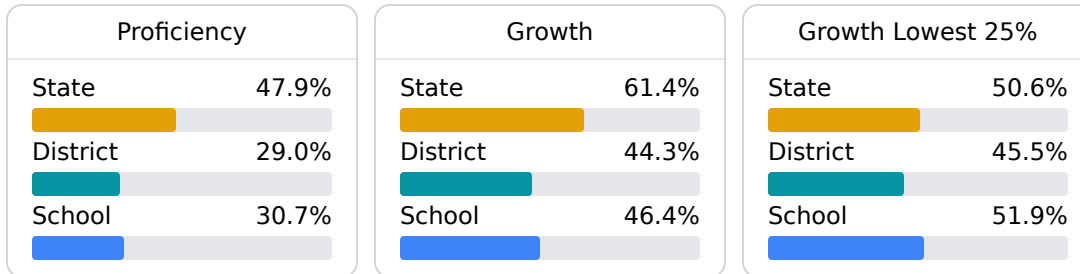 Proficiency
State 47.9%
District 29.0%
School 30.7%
Growth
State 61.4%
District 44.3%
School 46.4%
Growth Lowest 25%
State 50.6%
District 45.5%
School 51.9%